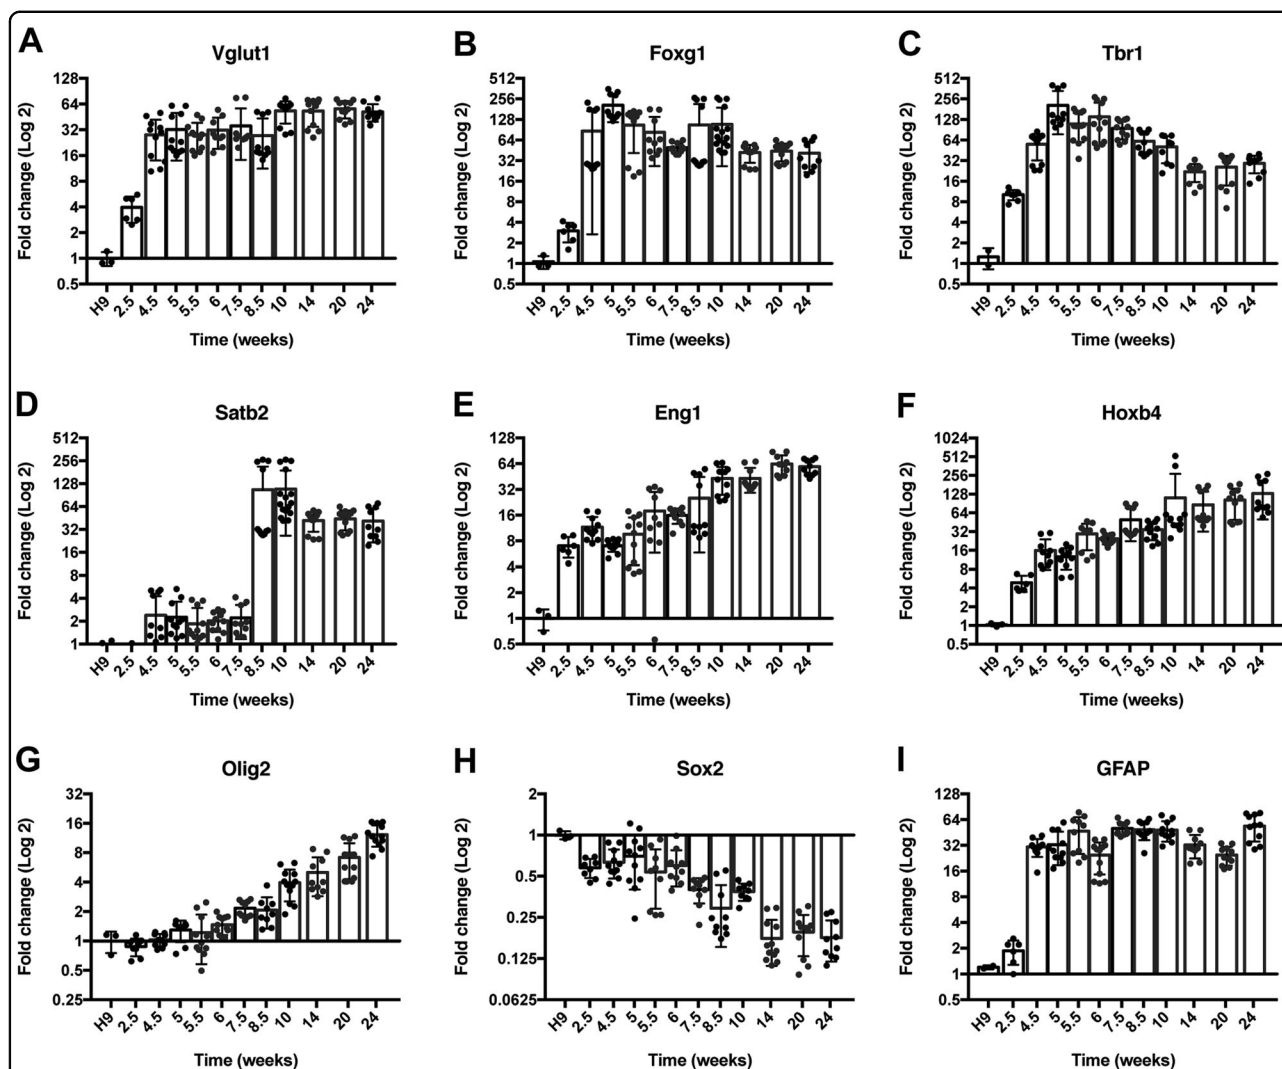 A
Vglut1
Fold change (Log 2)
128
64
32
16
8
4
2
1
0.5
H9 2.5 4.5 5 5.5 6 7.5 8.5 10 14 20 24
Time (weeks)
B
Foxg1
Fold change (Log 2)
512
256
128
64
32
16
8
4
2
1
0.5
H9 2.5 4.5 5 5.5 6 7.5 8.5 10 14 20 24
Time (weeks)
C
Tbr1
Fold change (Log 2)
512
256
128
64
32
16
8
4
2
1
0.5
H9 2.5 4.5 5 5.5 6 7.5 8.5 10 14 20 24
Time (weeks)
D
Satb2
Fold change (Log 2)
512
256
128
64
32
16
8
4
2
1
H9 2.5 4.5 5 5.5 6 7.5 8.5 10 14 20 24
Time (weeks)
E
Eng1
Fold change (Log 2)
128
64
32
16
8
4
2
1
0.5
H9 2.5 4.5 5 5.5 6 7.5 8.5 10 14 20 24
Time (weeks)
F
Hoxb4
Fold change (Log 2)
1024
512
256
128
64
32
16
8
4
2
1
0.5
H9 2.5 4.5 5 5.5 6 7.5 8.5 10 14 20 24
Time (weeks)
G
Olig2
Fold change (Log 2)
32
16
8
4
2
1
0.5
0.25
H9 2.5 4.5 5 5.5 6 7.5 8.5 10 14 20 24
Time (weeks)
H
Sox2
Fold change (Log 2)
2
1
0.5
0.25
0.125
0.0625
H9 2.5 4.5 5 5.5 6 7.5 8.5 10 14 20 24
Time (weeks)
I
GFAP
Fold change (Log 2)
128
64
32
16
8
4
2
1
0.5
H9 2.5 4.5 5 5.5 6 7.5 8.5 10 14 20 24
Time (weeks)